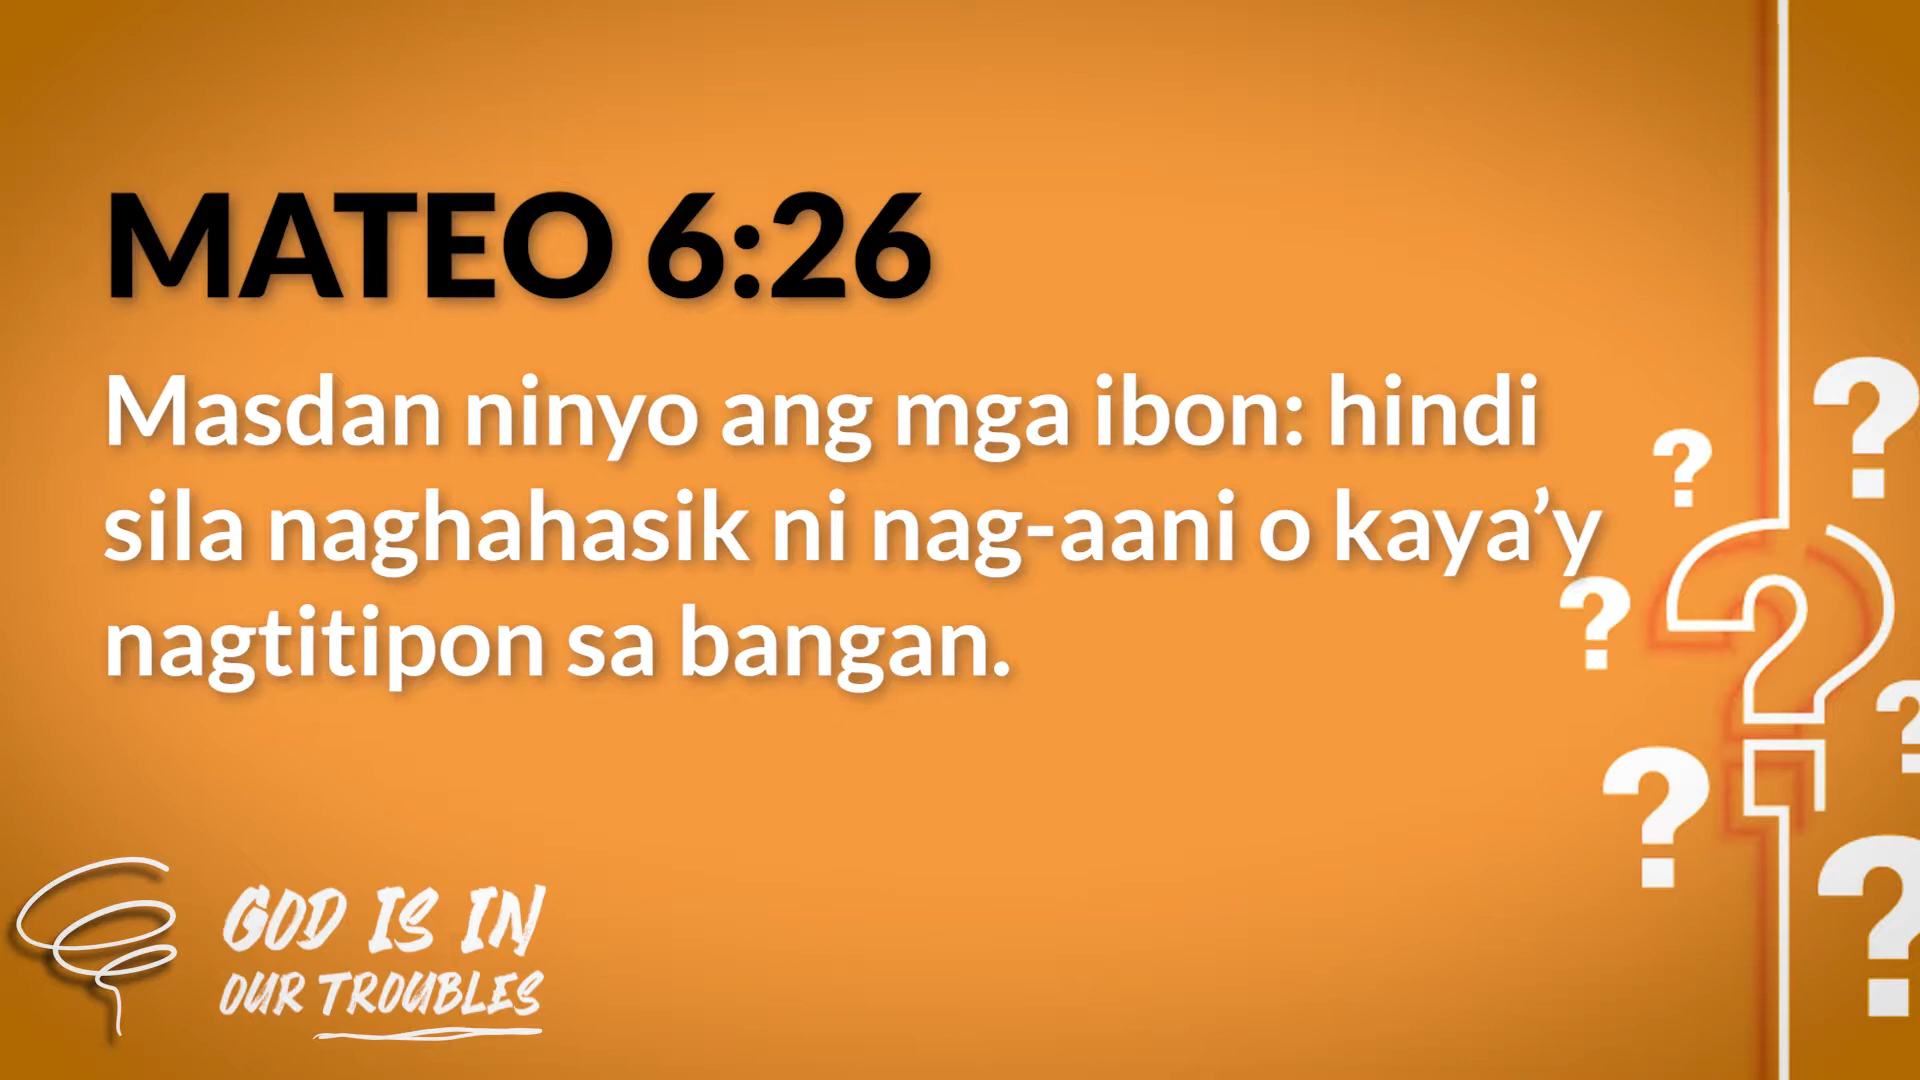 MATEO 6:26
Masdan ninyo ang mga ibon: hindi
sila naghahasik ni nag-aani o kaya’y
nagtitipon sa bangan.
GOD IS IN
OUR TROUBLES
?
?
?
?
?
?
?